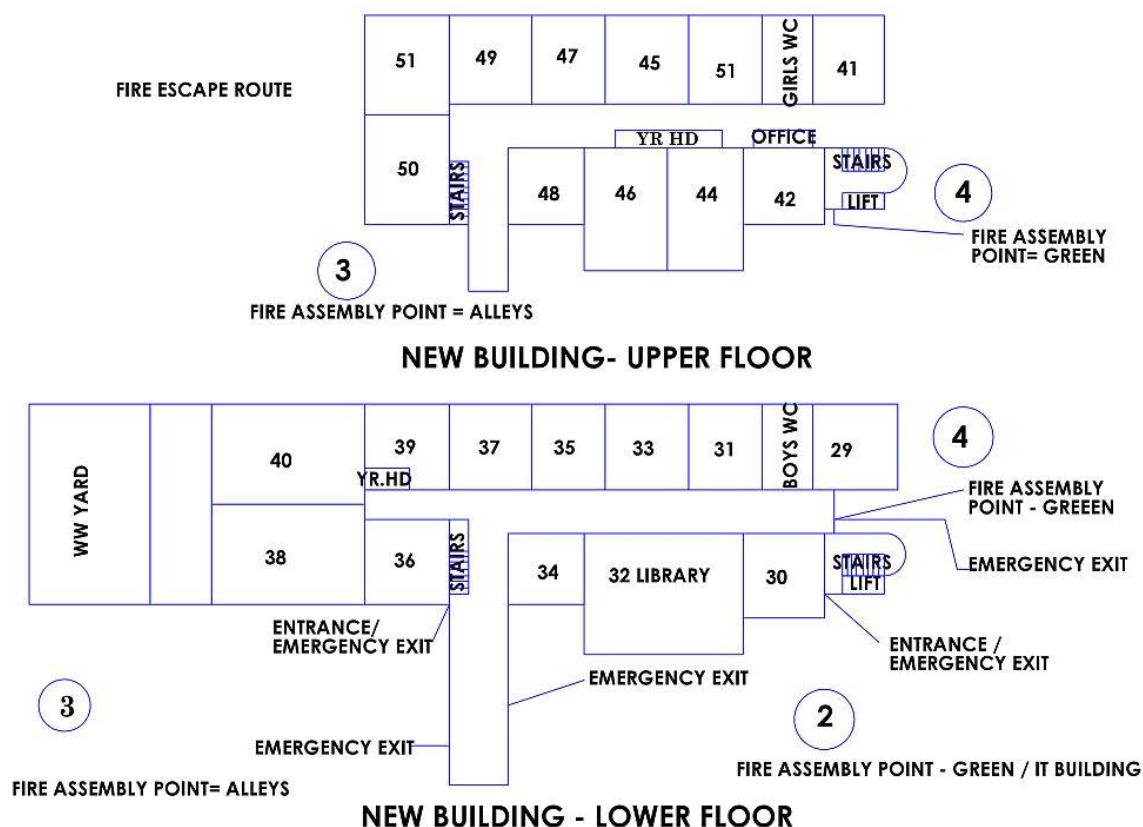 51
49
47
45
51
GIRLS WC
41
FIRE ESCAPE ROUTE
YR HD
OFFICE
50
STAIRS
48
46
44
42
STAIRS
LIFT
4
FIRE ASSEMBLY
POINT= GREEN
3
FIRE ASSEMBLY POINT = ALLEYS
NEW BUILDING- UPPER FLOOR
WW YARD
40
39
YR.HD
37
35
33
31
BOYS WC
29
4
FIRE ASSEMBLY
POINT - GREEEN
EMERGENCY EXIT
38
36
STAIRS
34
32 LIBRARY
30
STAIRS
LIFT
ENTRANCE/
EMERGENCY EXIT
ENTRANCE /
EMERGENCY EXIT
EMERGENCY EXIT
3
2
EMERGENCY EXIT
FIRE ASSEMBLY POINT - GREEN / IT BUILDING
FIRE ASSEMBLY POINT= ALLEYS
NEW BUILDING - LOWER FLOOR